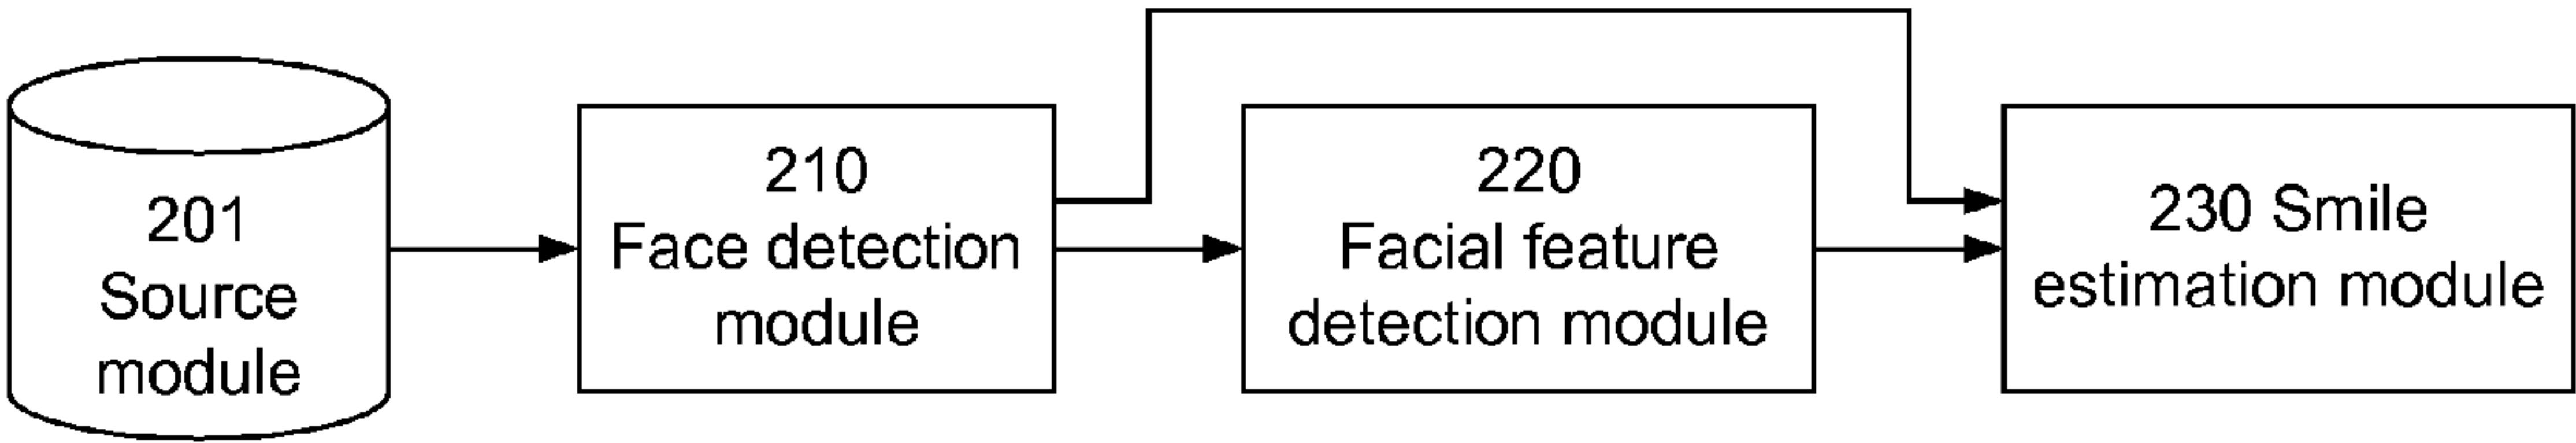 201
Source
module
210
Face detection
module
220
Facial feature
detection module
230 Smile
estimation module